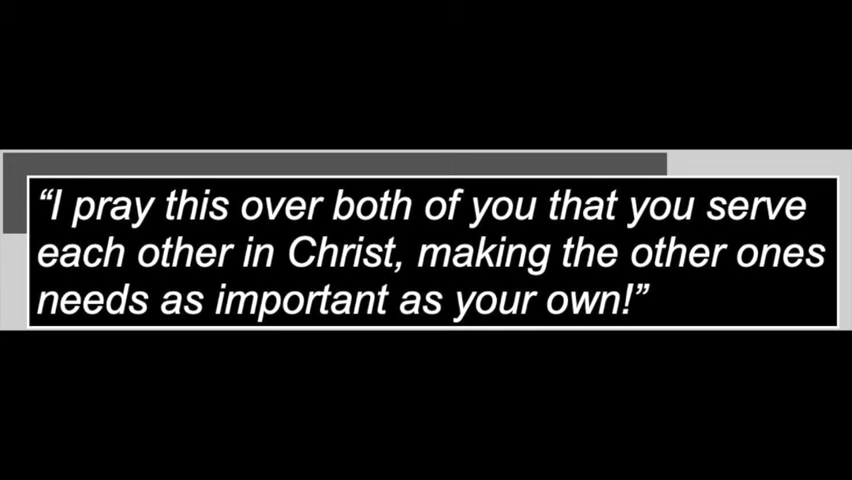 “I pray this over both of you that you serve
each other in Christ, making the other ones
needs as important as your own!”